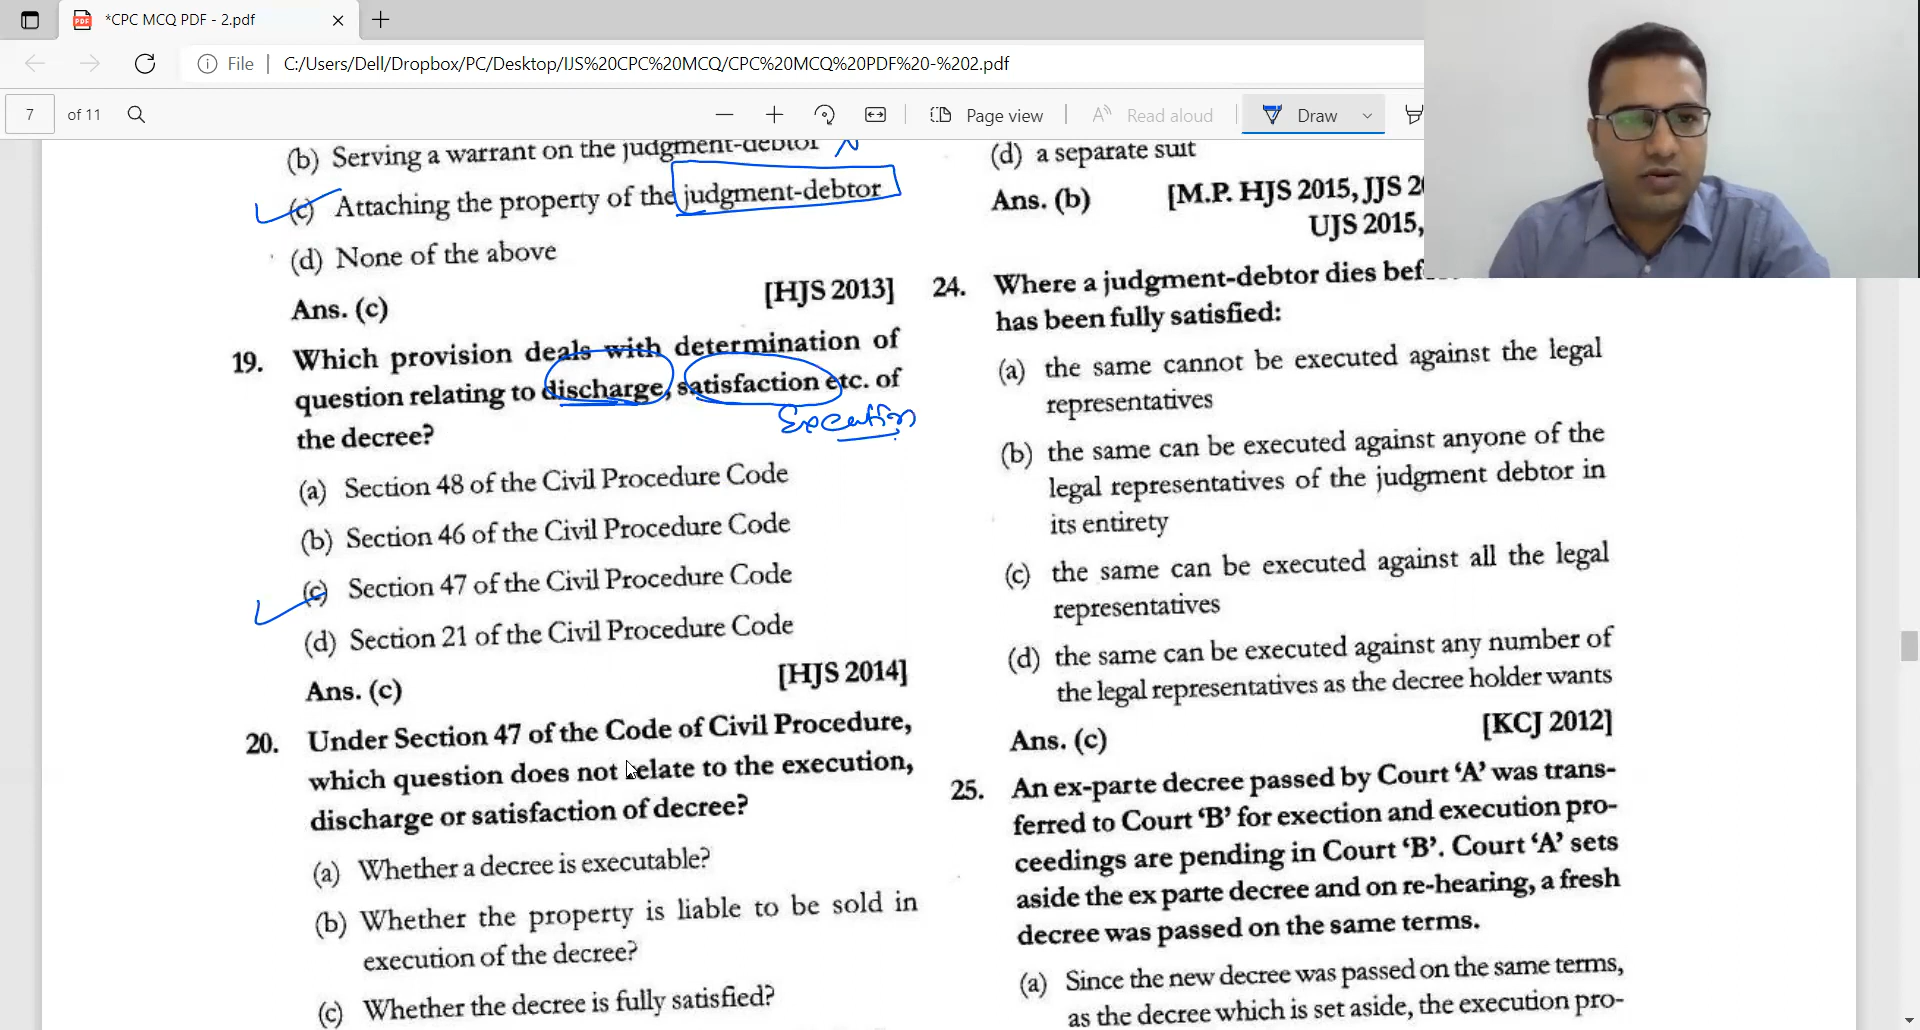 *CPC MCQ PDF - 2.pdf
File
C:/Users/Dell/Dropbox/PC/Desktop/IJS%20CPC%20MCQ/CPC%20MCQ%20PDF%20-%202.pdf
7 of 11
Page view
Read aloud
Draw
(b) Serving a warrant on the judgment-debtor
(c) Attaching the property of the judgment-debtor
(d) None of the above
[HJS 2013]
Ans. (c)
19. Which provision deals with determination of
question relating to discharge, satisfaction etc. of
Execution
the decree?
(a) Section 48 of the Civil Procedure Code
(b) Section 46 of the Civil Procedure Code
(c) Section 47 of the Civil Procedure Code
(d) Section 21 of the Civil Procedure Code
[HJS 2014]
Ans. (c)
20. Under Section 47 of the Code of Civil Procedure,
which question does not relate to the execution,
discharge or satisfaction of decree?
(a) Whether a decree is executable?
(b) Whether the property is liable to be sold in
execution of the decree?
(c) Whether the decree is fully satisfied?
(d) a separate suit
Ans. (b) [M.P. HJS 2015, JJS
UJS 2015,
24. Where a judgment-debtor dies
has been fully satisfied:
(a) the same cannot be executed against the legal
representatives
(b) the same can be executed against anyone of the
legal representatives of the judgment debtor in
its entirety
(c) the same can be executed against all the legal
representatives
(d) the same can be executed against any number of
the legal representatives as the decree holder wants
[KCJ 2012]
Ans. (c)
25. An ex-parte decree passed by Court ‘A’ was trans-
ferred to Court ‘B’ for exection and execution pro-
ceedings are pending in Court ‘B’. Court ‘A’ sets
aside the ex parte decree and on re-hearing, a fresh
decree was passed on the same terms.
(a) Since the new decree was passed on the same terms,
as the decree which is set aside, the execution pro-